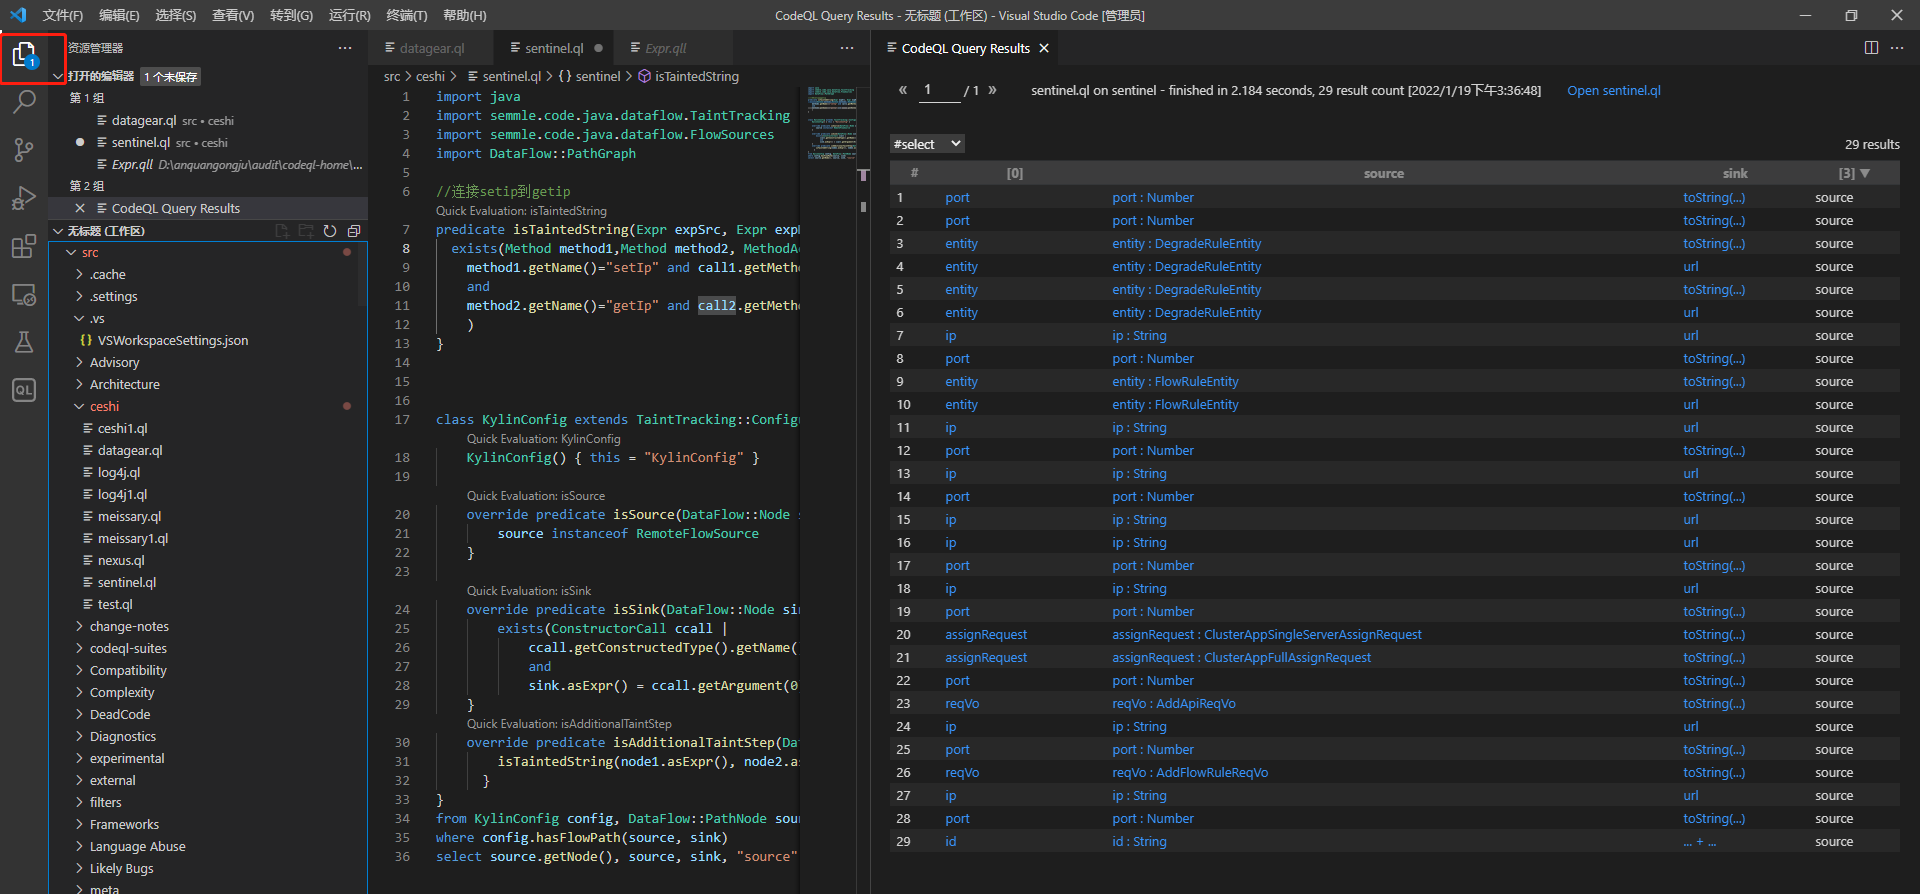 文件(F) 编辑(E) 选择(S) 查看(V) 转到(G) 运行(R) 终端(T) 帮助(H) CodeQL Query Results - 无标题 (工作区) - Visual Studio Code [管理员]
资源管理器
1
打开的编辑器 1 个未保存
第 1 组
datagear.ql src • ceshi
sentinel.ql src • ceshi
Expr.qll D:\anquangongju\audit\codeql-home\...
第 2 组
CodeQL Query Results
无标题 (工作区)
src
.cache
.settings
.vs
{} VSWorkspaceSettings.json
Advisory
Architecture
ceshi
ceshi1.ql
datagear.ql
log4j.ql
log4j1.ql
meissary.ql
meissary1.ql
nexus.ql
sentinel.ql
test.ql
change-notes
codeql-suites
Compatibility
Complexity
DeadCode
Diagnostics
experimental
external
filters
Frameworks
Language Abuse
Likely Bugs
meta
QL
datagear.ql sentinel.ql Expr.qll
src > ceshi > sentinel.ql > {} sentinel > isTaintedString
1 import java
2 import semmle.code.java.dataflow.TaintTracking
3 import semmle.code.java.dataflow.FlowSources
4 import DataFlow::PathGraph
5
6 //连接setip到getip
Quick Evaluation: isTaintedString
7 predicate isTaintedString(Expr expSrc, Expr exp
8 exists(Method method1,Method method2, MethodA
9 method1.getName()="setIp" and call1.getMeth
10 and
11 method2.getName()="getIp" and call2.getMeth
12 )
13 }
14
15
16
17 class KylinConfig extends TaintTracking::Config
Quick Evaluation: KylinConfig
18 KylinConfig() { this = "KylinConfig" }
19
Quick Evaluation: isSource
20 override predicate isSource(DataFlow::Node
21 source instanceof RemoteFlowSource
22 }
23
Quick Evaluation: isSink
24 override predicate isSink(DataFlow::Node si
25 exists(ConstructorCall ccall |
26 ccall.getConstructedType().getName(
27 and
28 sink.asExpr() = ccall.getArgument(0
29 }
Quick Evaluation: isAdditionalTaintStep
30 override predicate isAdditionalTaintStep(Da
31 isTaintedString(node1.asExpr(), node2.a
32 }
33 }
34 from KylinConfig config, DataFlow::PathNode sou
35 where config.hasFlowPath(source, sink)
36 select source.getNode(), source, sink, "source"
CodeQL Query Results
« 1 / 1 » sentinel.ql on sentinel - finished in 2.184 seconds, 29 result count [2022/1/19下午3:36:48] Open sentinel.ql
#select 29 results
# [0] source sink [3] ▼
1 port port : Number toString(...) source
2 port port : Number toString(...) source
3 entity entity : DegradeRuleEntity toString(...) source
4 entity entity : DegradeRuleEntity url source
5 entity entity : DegradeRuleEntity toString(...) source
6 entity entity : DegradeRuleEntity url source
7 ip ip : String url source
8 port port : Number toString(...) source
9 entity entity : FlowRuleEntity toString(...) source
10 entity entity : FlowRuleEntity url source
11 ip ip : String url source
12 port port : Number toString(...) source
13 ip ip : String url source
14 port port : Number toString(...) source
15 ip ip : String url source
16 ip ip : String url source
17 port port : Number toString(...) source
18 ip ip : String url source
19 port port : Number toString(...) source
20 assignRequest assignRequest : ClusterAppSingleServerAssignRequest toString(...) source
21 assignRequest assignRequest : ClusterAppFullAssignRequest toString(...) source
22 port port : Number toString(...) source
23 reqVo reqVo : AddApiReqVo toString(...) source
24 ip ip : String url source
25 port port : Number toString(...) source
26 reqVo reqVo : AddFlowRuleReqVo toString(...) source
27 ip ip : String url source
28 port port : Number toString(...) source
29 id id : String ... + ... source